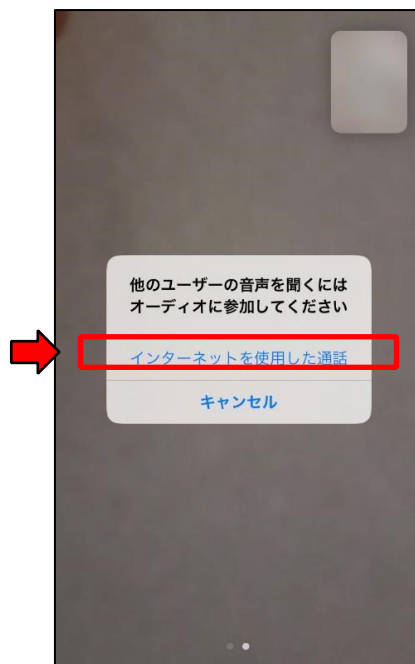 他のユーザーの音声を聞くには
オーディオに参加してください
インターネットを使用した通話
キャンセル